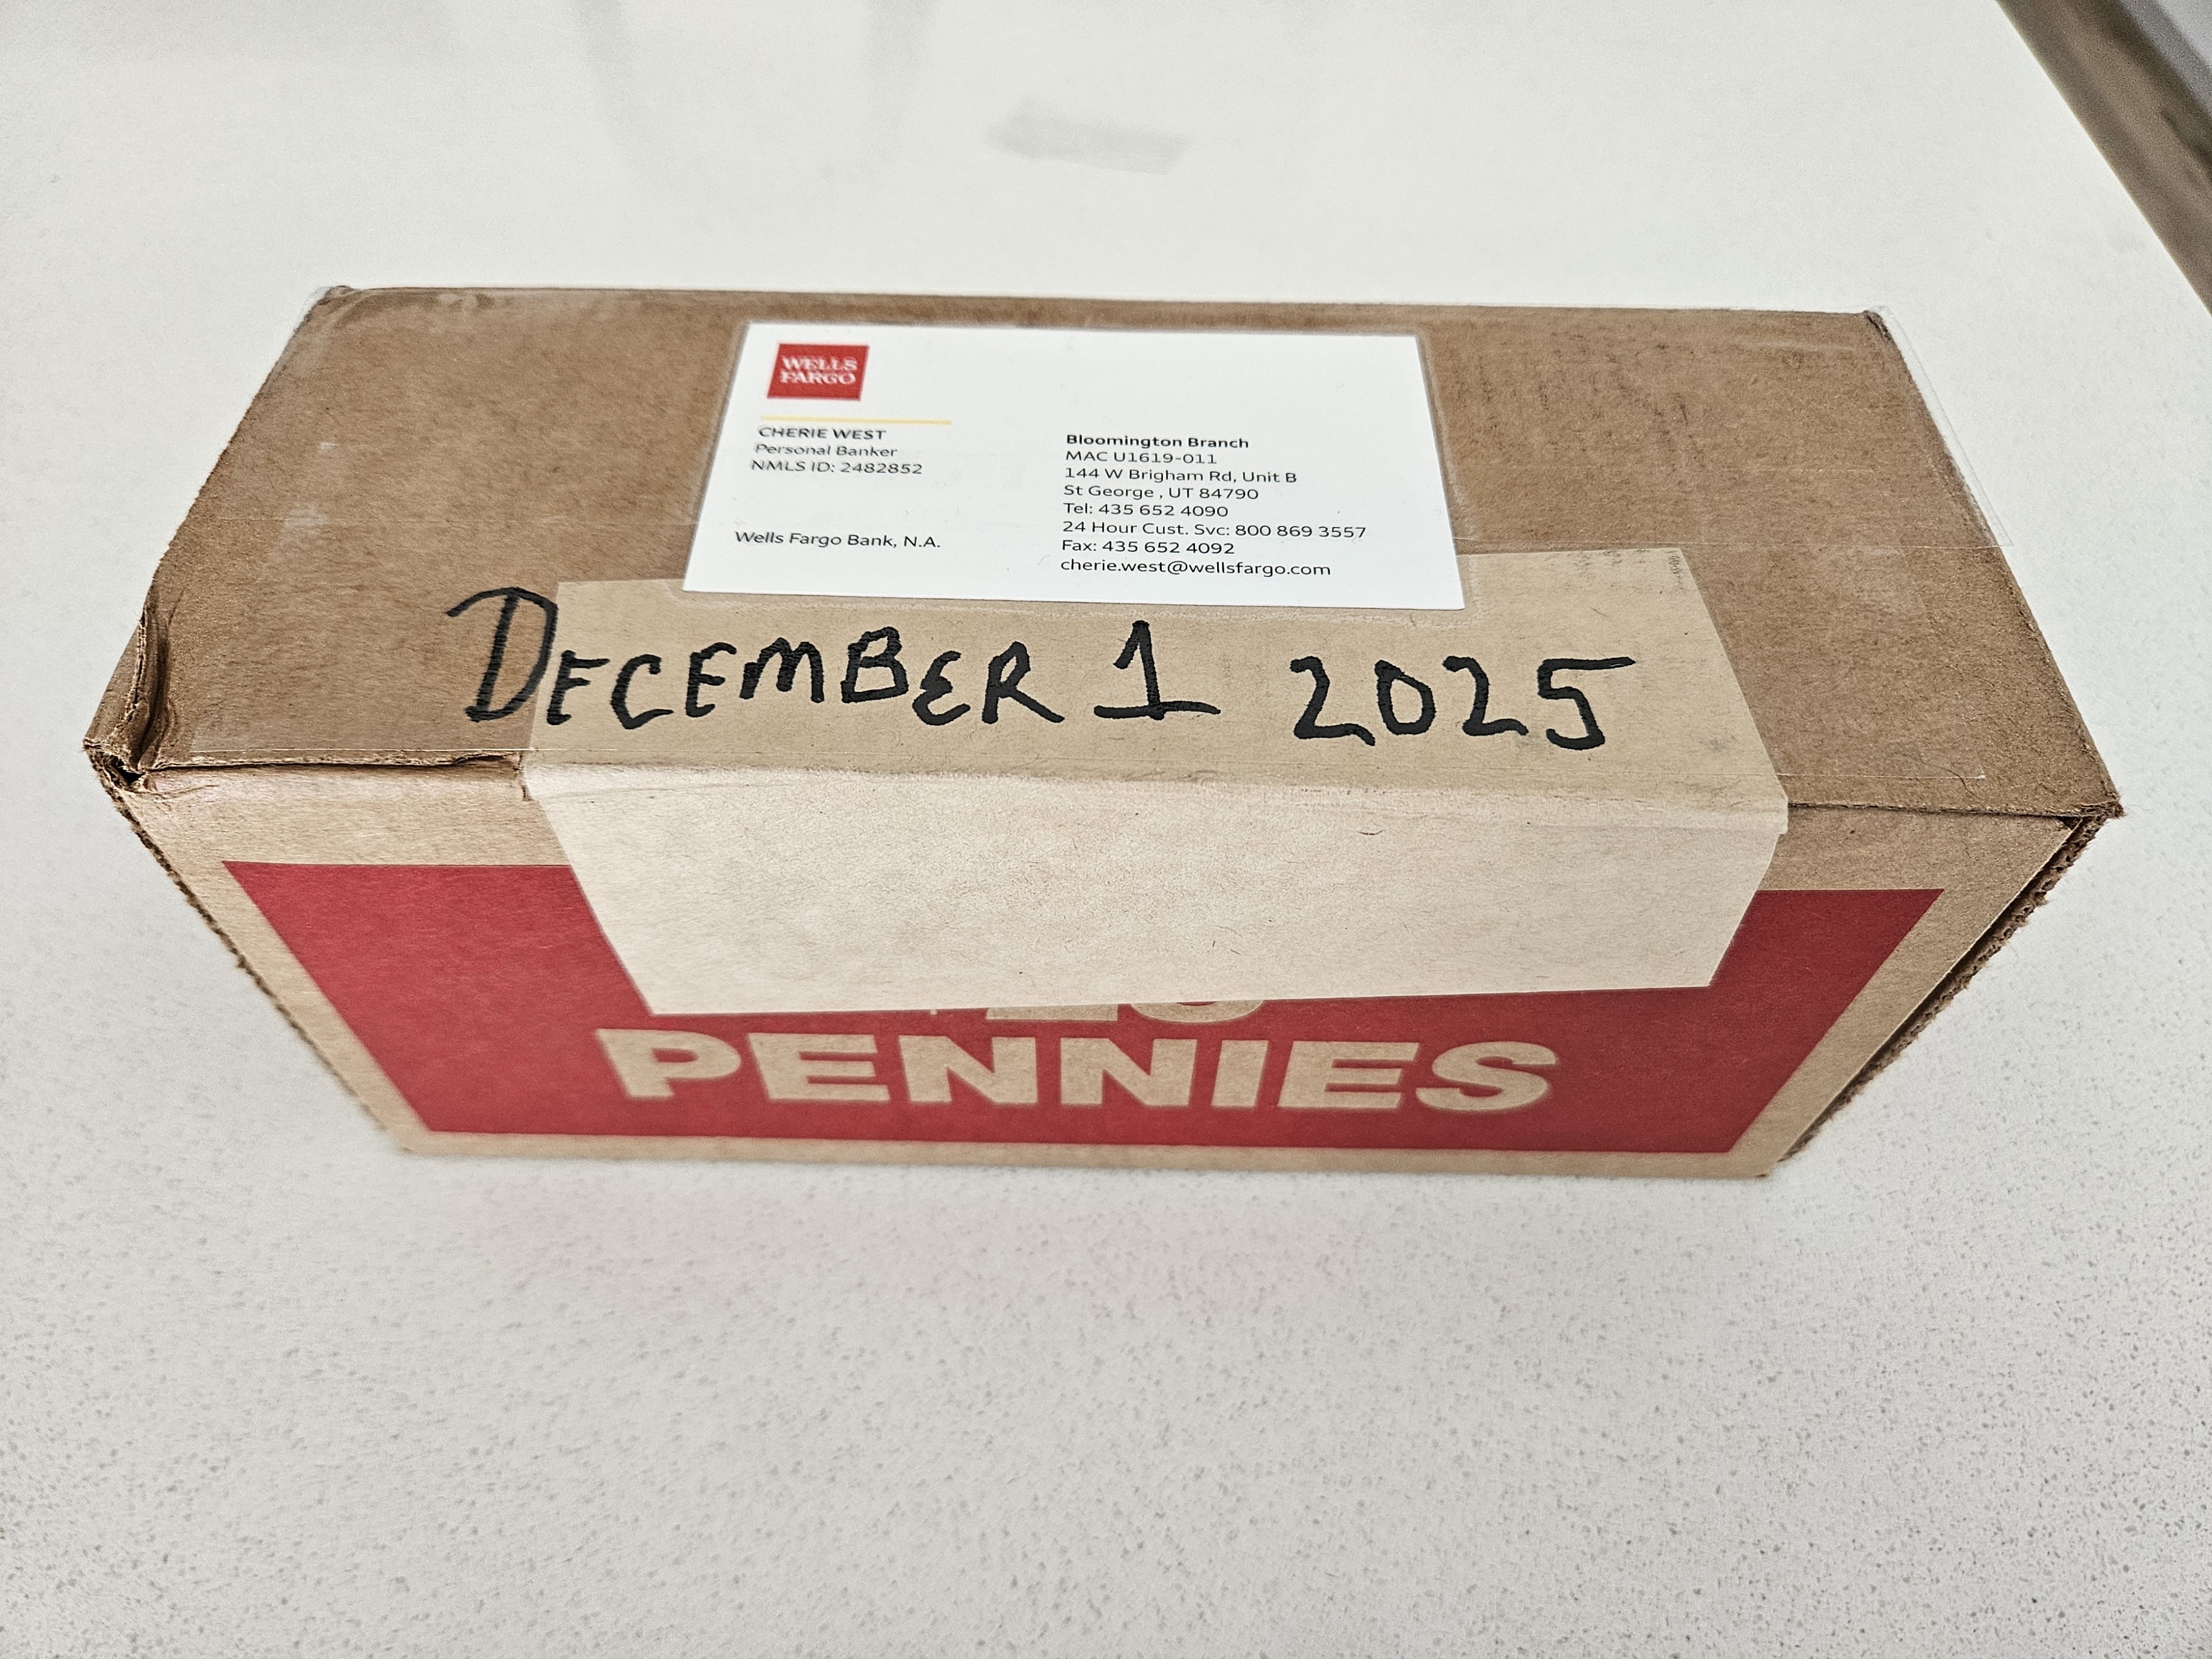 WELLS
FARGO
CHERIE WEST
Personal Banker
NMLS ID: 2482852
Wells Fargo Bank, N.A.
Bloomington Branch
MAC U1619-011
144 W Brigham Rd, Unit B
St George , UT 84790
Tel: 435 652 4090
24 Hour Cust. Svc: 800 869 3557
Fax: 435 652 4092
cherie.west@wellsfargo.com
DECEMBER 1 2025
PENNIES